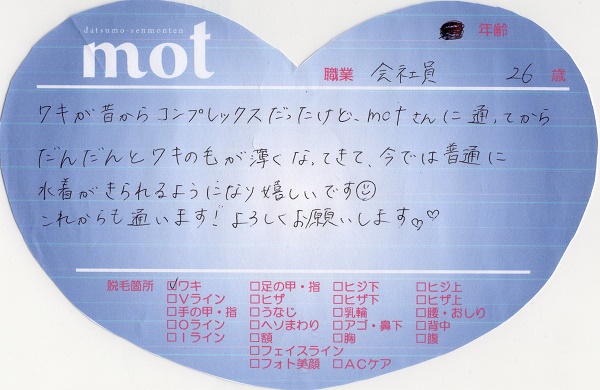 Jatsumo-senmonten
mot
年齢
職業 会社員 26 歳
ワキが昔からコンプレックスだったけど、motさんに通ってから
だんだんとワキの毛が薄くなってきて、今では普通に
水着がきられるようになり嬉しいです☺
これからも通います!よろしくお願いします♡♡
脱毛箇所 ☑ワキ □足の甲・指 □ヒジ下 □ヒジ上
□Vライン □ヒザ □ヒザ下 □ヒザ上
□手の甲・指 □うなじ □乳輪 □腰・おしり
□Oライン □ヘソまわり □アゴ・鼻下 □背中
□Iライン □額 □胸 □腹
□フェイスライン
□フォト美顔 □ACケア